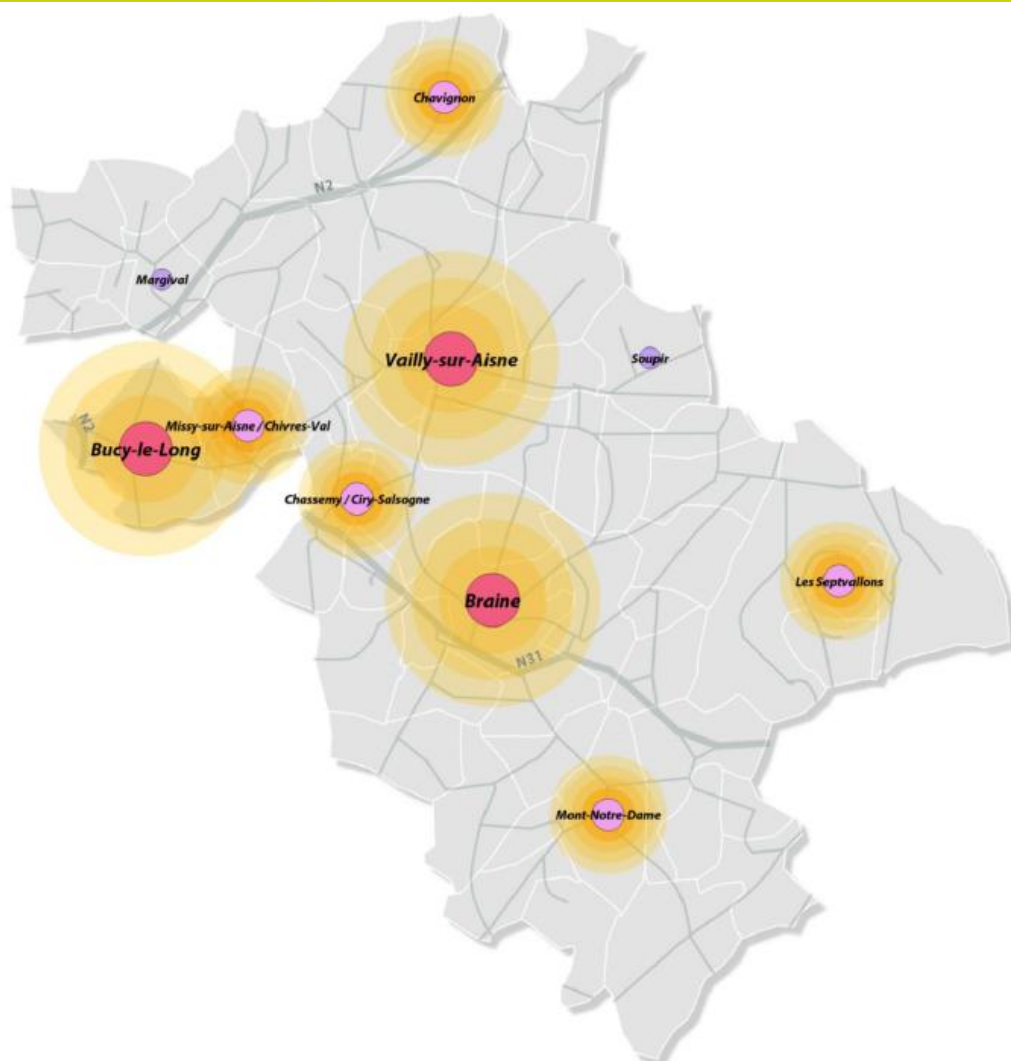 Chavignon
N2
Margival
Vailly-sur-Aisne
Soupir
N2
Missy-sur-Aisne / Chivres-Val
Bucy-le-Long
Chassemy / Ciry-Salsogne
Les Septvallons
Braine
N31
Mont-Notre-Dame